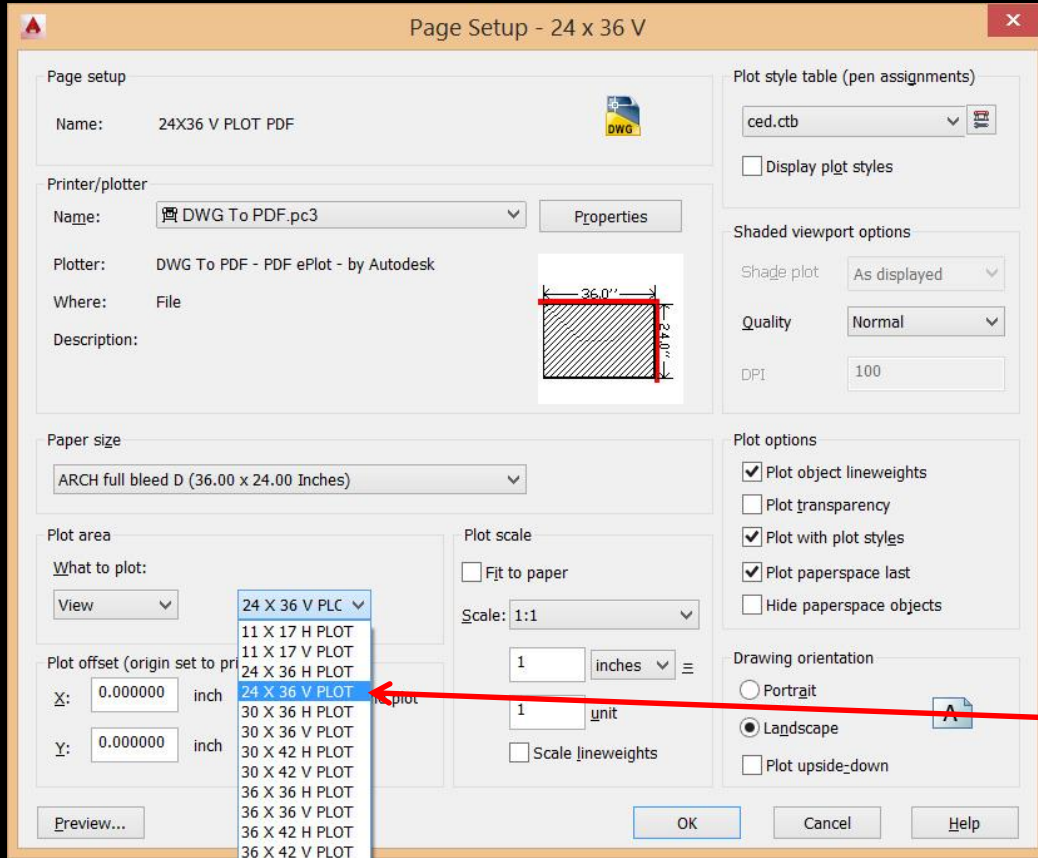 Page Setup - 24 x 36 V
Page setup
Name: 24X36 V PLOT PDF
DWG
Printer/plotter
Name: DWG To PDF.pc3 Properties
Plotter: DWG To PDF - PDF ePlot - by Autodesk
Where: File
Description:
36.0''
24.0''
Paper size
ARCH full bleed D (36.00 x 24.00 Inches)
Plot area
What to plot:
View 24 X 36 V PLC
11 X 17 H PLOT
11 X 17 V PLOT
24 X 36 H PLOT
24 X 36 V PLOT
30 X 36 H PLOT
30 X 36 V PLOT
30 X 42 H PLOT
30 X 42 V PLOT
36 X 36 H PLOT
36 X 36 V PLOT
36 X 42 H PLOT
36 X 42 V PLOT
Plot offset (origin set to pri
X: 0.000000 inch
plot
Y: 0.000000 inch
Plot scale
Fit to paper
Scale: 1:1
1 inches =
1 unit
Scale lineweights
Plot style table (pen assignments)
ced.ctb
Display plot styles
Shaded viewport options
Shade plot As displayed
Quality Normal
DPI 100
Plot options
Plot object lineweights
Plot transparency
Plot with plot styles
Plot paperspace last
Hide paperspace objects
Drawing orientation
Portrait
Landscape
A
Plot upside-down
Preview... OK Cancel Help